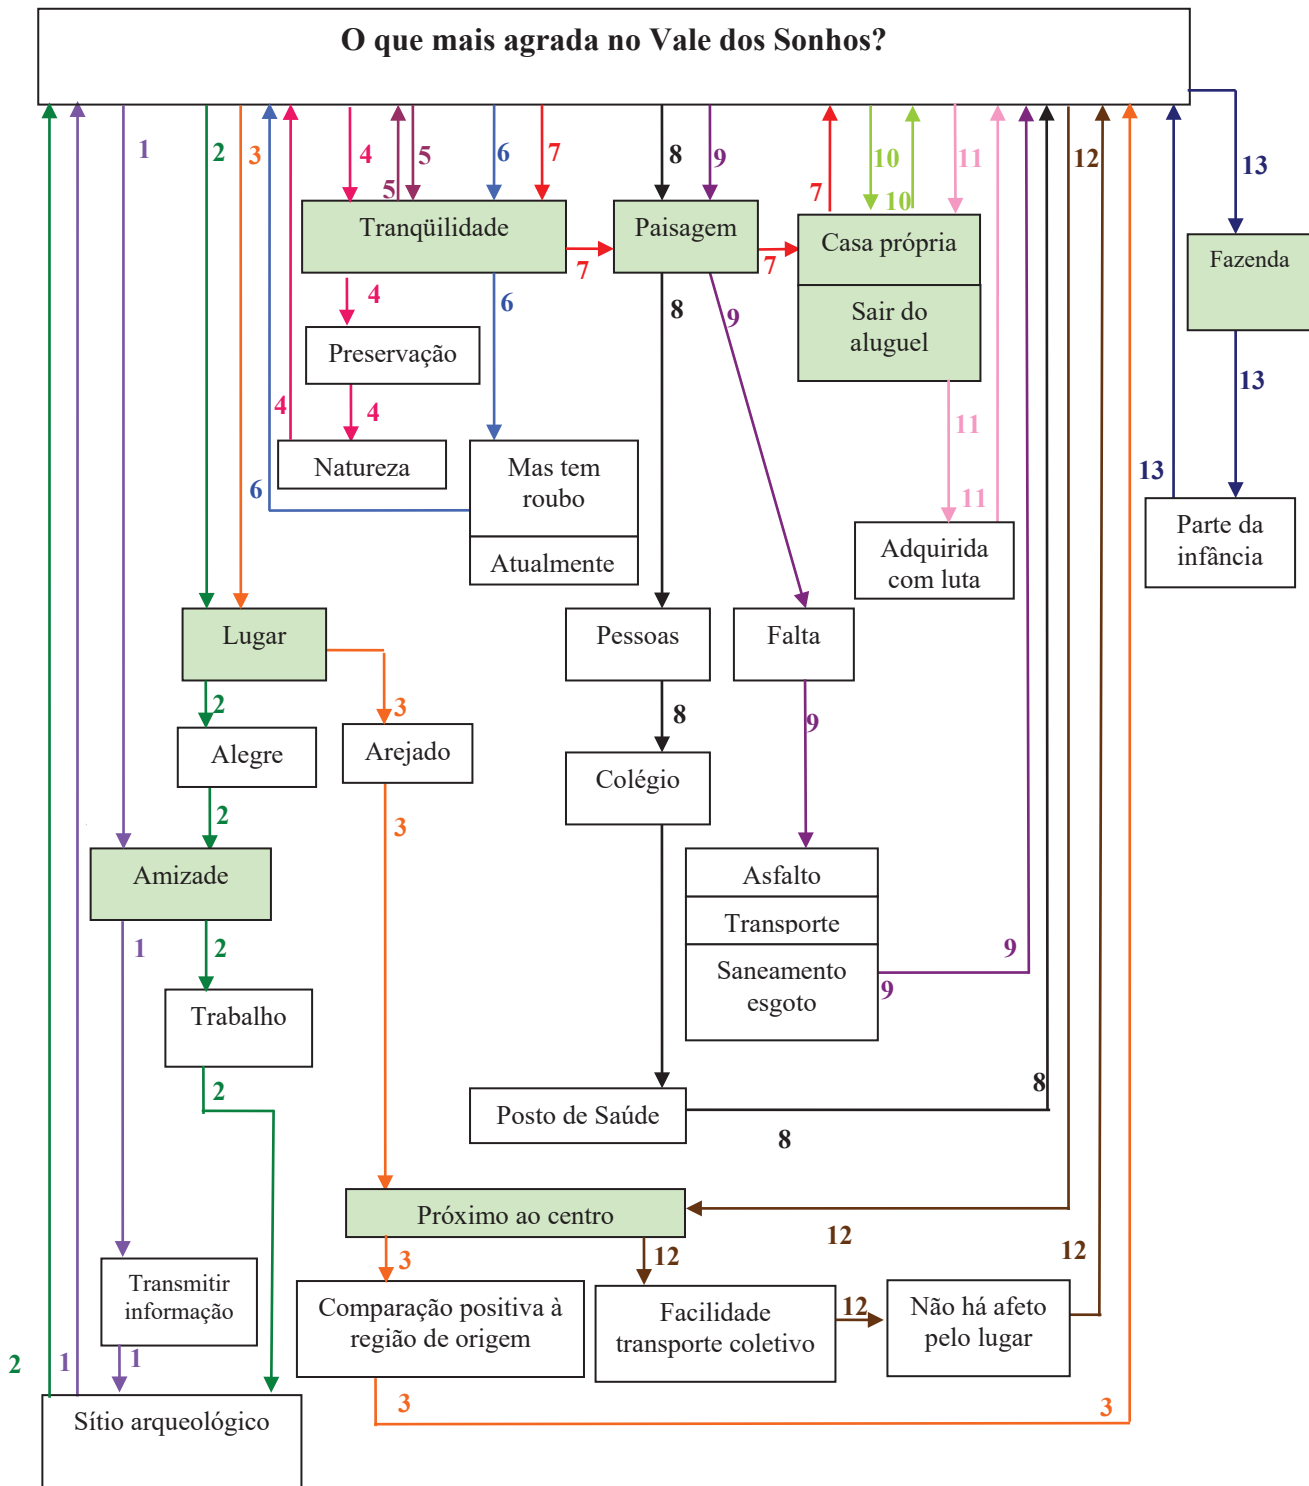 O que mais agrada no Vale dos Sonhos?
1
2
3
4
5
5
6
7
8
9
7
10
10
11
12
13
Tranqüilidade
7
Paisagem
7
Casa própria
Sair do
aluguel
Fazenda
4
6
8
9
13
Preservação
4
4
Natureza
6
Mas tem
roubo
Atualmente
11
11
Adquirida
com luta
13
Parte da
infância
Lugar
Pessoas
Falta
2
3
8
9
Alegre
Arejado
Colégio
2
3
Amizade
Asfalto
Transporte
Saneamento
esgoto
9
9
1
2
Trabalho
2
Posto de Saúde
8
8
Próximo ao centro
12
3
12
12
Transmitir
informação
Comparação positiva à
região de origem
Facilidade
transporte coletivo
12
Não há afeto
pelo lugar
2
1
1
3
3
Sítio arqueológico